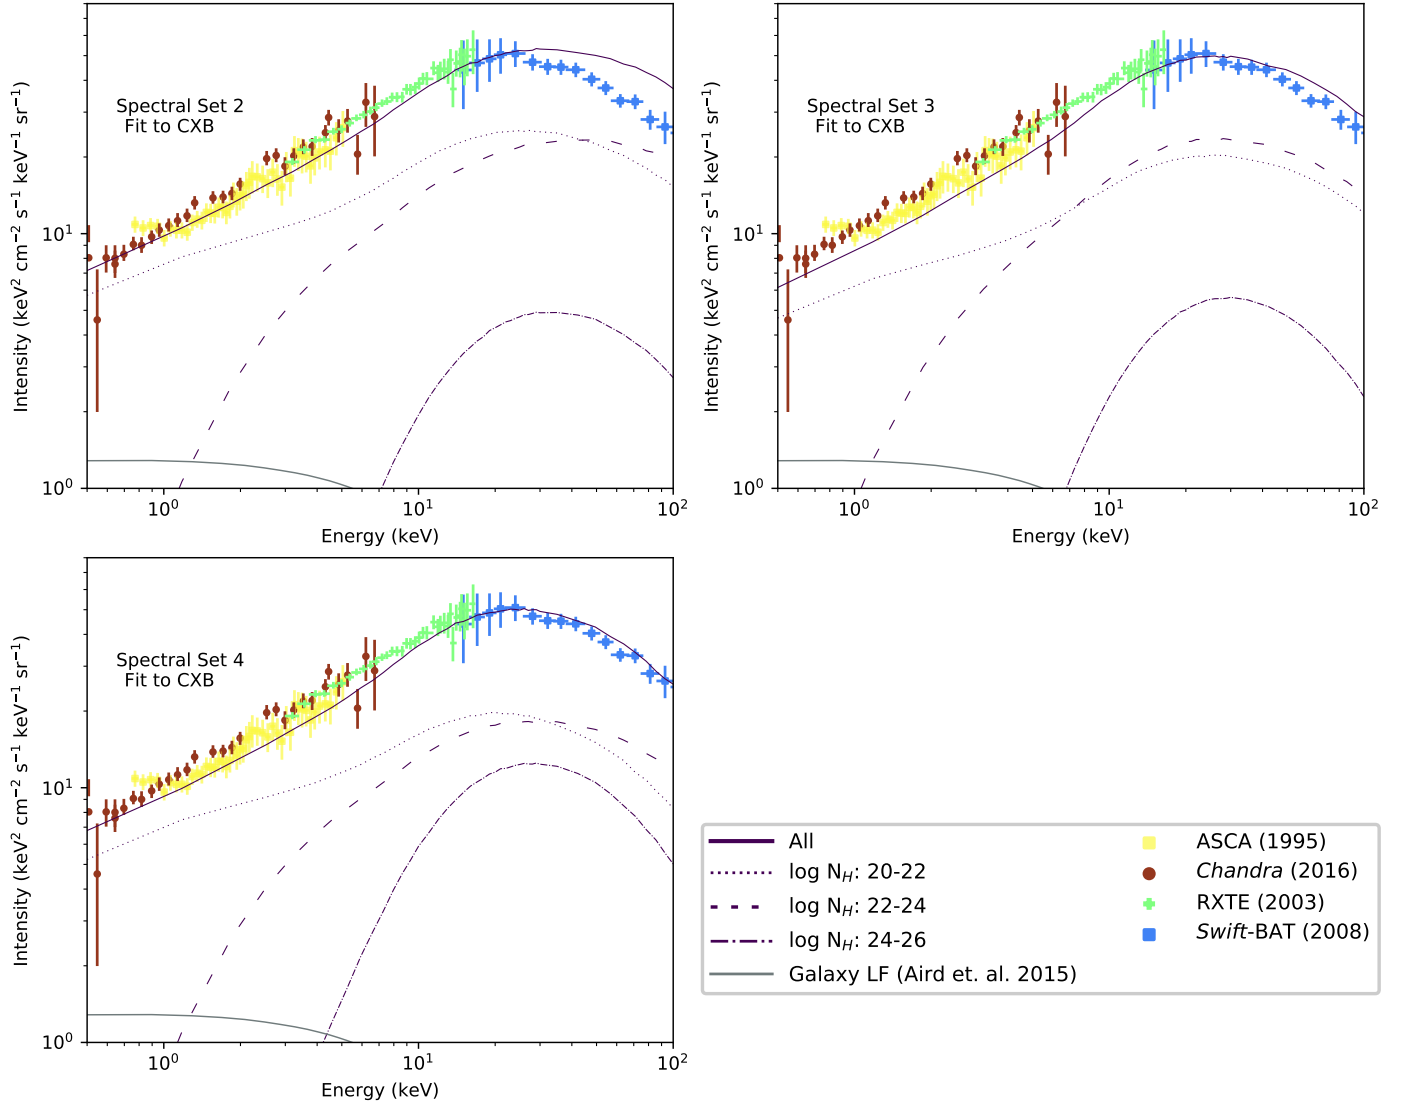 Spectral Set 2
Fit to CXB
Intensity (keV² cm⁻² s⁻¹ keV⁻¹ sr⁻¹)
10¹
10⁰
10⁰ 10¹ 10²
Energy (keV)
Spectral Set 3
Fit to CXB
Intensity (keV² cm⁻² s⁻¹ keV⁻¹ sr⁻¹)
10¹
10⁰
10⁰ 10¹ 10²
Energy (keV)
Spectral Set 4
Fit to CXB
Intensity (keV² cm⁻² s⁻¹ keV⁻¹ sr⁻¹)
10¹
10⁰
10⁰ 10¹ 10²
Energy (keV)
All
log N_H: 20-22
log N_H: 22-24
log N_H: 24-26
Galaxy LF (Aird et. al. 2015)
ASCA (1995)
Chandra (2016)
RXTE (2003)
Swift-BAT (2008)